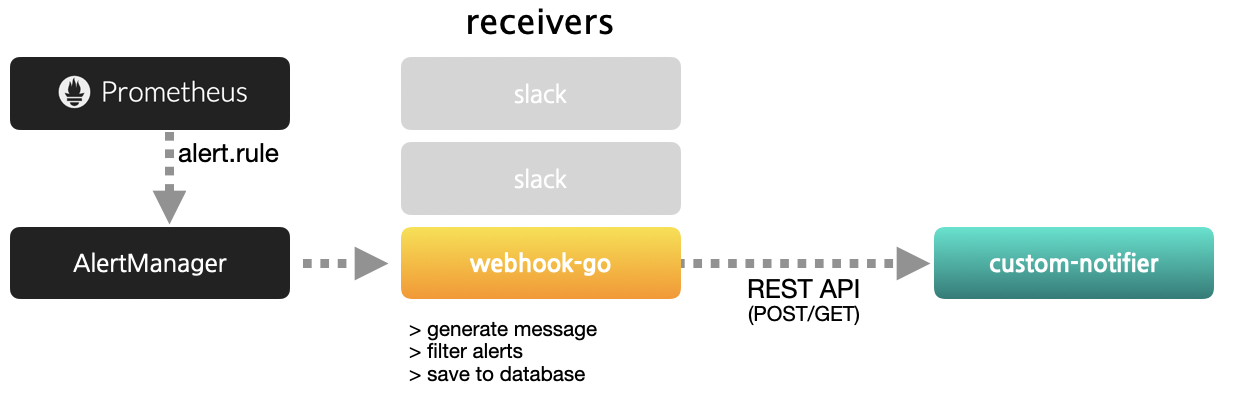 receivers
Prometheus
slack
alert.rule
slack
AlertManager
webhook-go
custom-notifier
REST API
(POST/GET)
> generate message
> filter alerts
> save to database